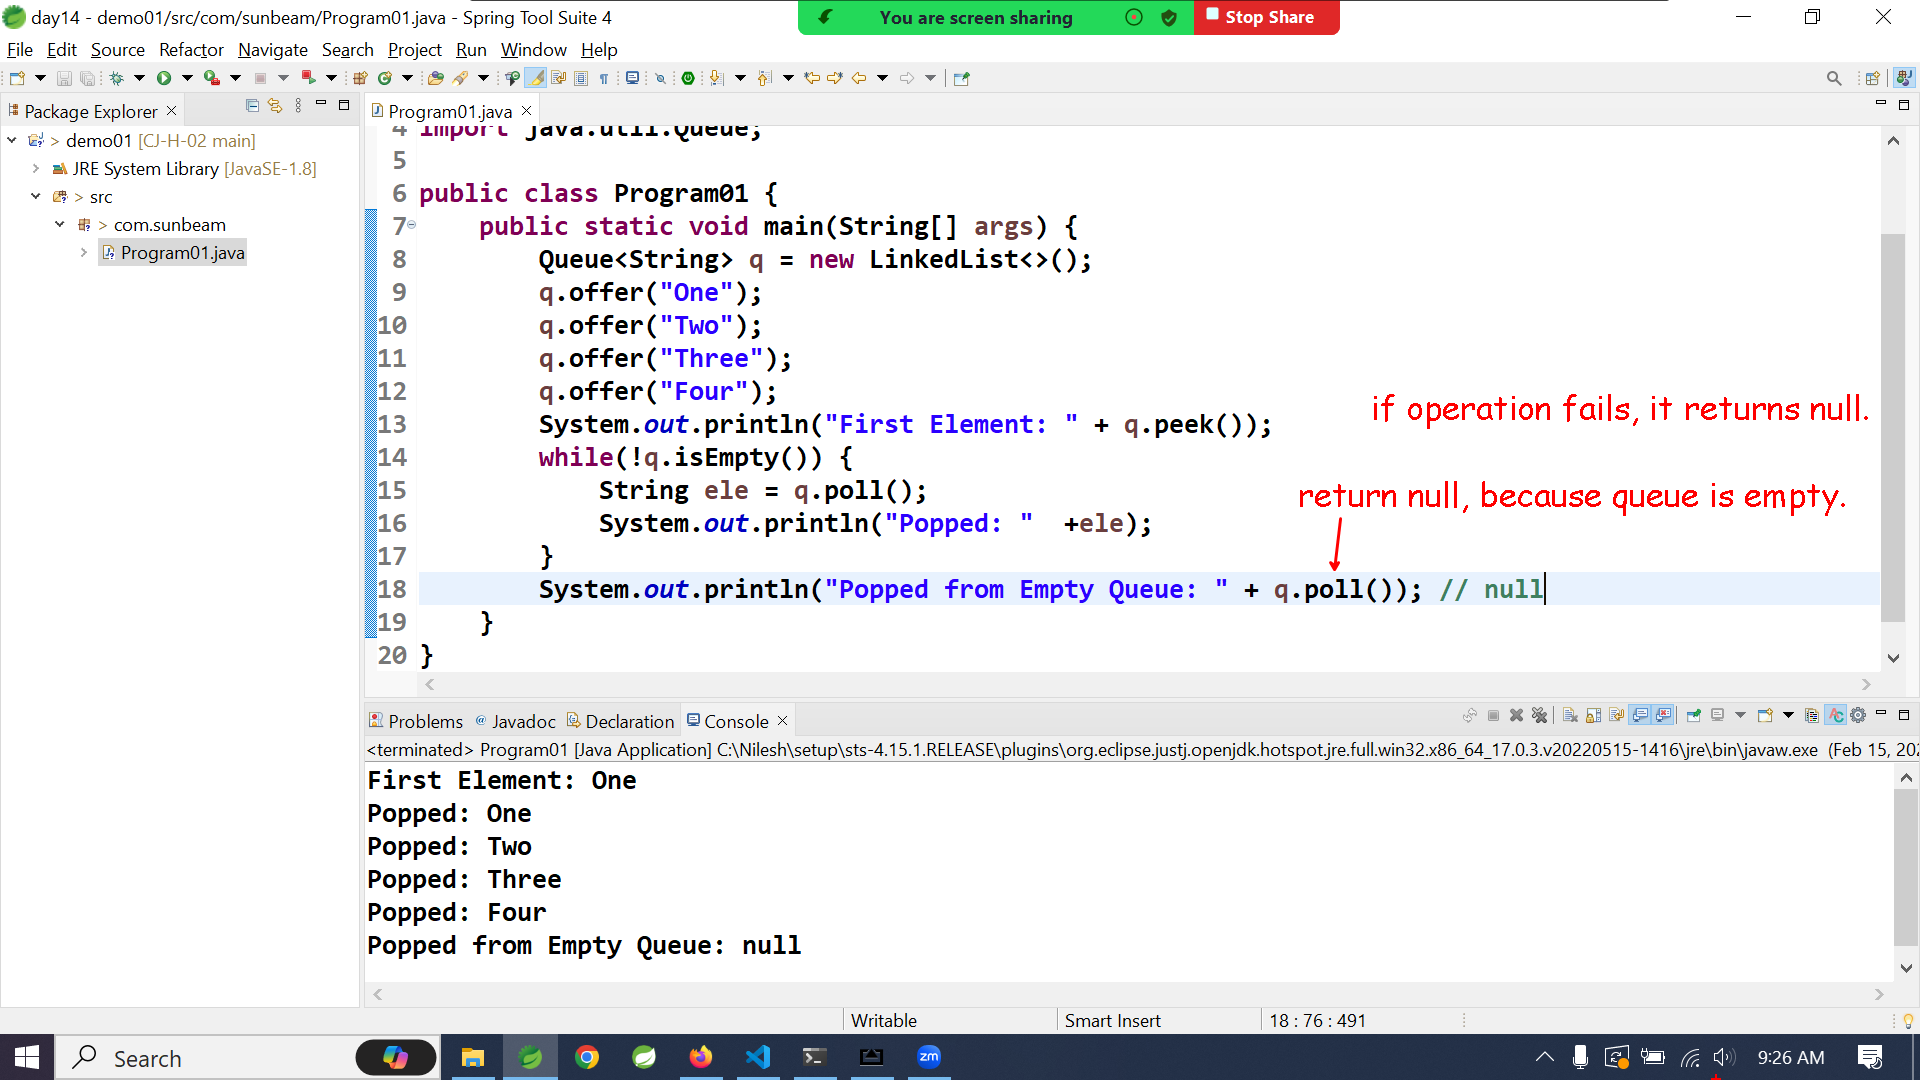 day14 - demo01/src/com/sunbeam/Program01.java - Spring Tool Suite 4
You are screen sharing
Stop Share
File Edit Source Refactor Navigate Search Project Run Window Help
Package Explorer
Program01.java
> demo01 [CJ-H-02 main]
JRE System Library [JavaSE-1.8]
> src
> com.sunbeam
Program01.java
4 import java.util.Queue;
5
6 public class Program01 {
7 public static void main(String[] args) {
8 Queue<String> q = new LinkedList<>();
9 q.offer("One");
10 q.offer("Two");
11 q.offer("Three");
12 q.offer("Four");
if operation fails, it returns null.
13 System.out.println("First Element: " + q.peek());
14 while(!q.isEmpty()) {
15 String ele = q.poll();
return null, because queue is empty.
16 System.out.println("Popped: "  +ele);
17 }
18 System.out.println("Popped from Empty Queue: " + q.poll()); // null
19 }
20 }
Problems @ Javadoc Declaration Console
<terminated> Program01 [Java Application] C:\Nilesh\setup\sts-4.15.1.RELEASE\plugins\org.eclipse.justj.openjdk.hotspot.jre.full.win32.x86_64_17.0.3.v20220515-1416\jre\bin\javaw.exe (Feb 15, 202
First Element: One
Popped: One
Popped: Two
Popped: Three
Popped: Four
Popped from Empty Queue: null
Writable Smart Insert 18 : 76 : 491
Search
zm
9:26 AM